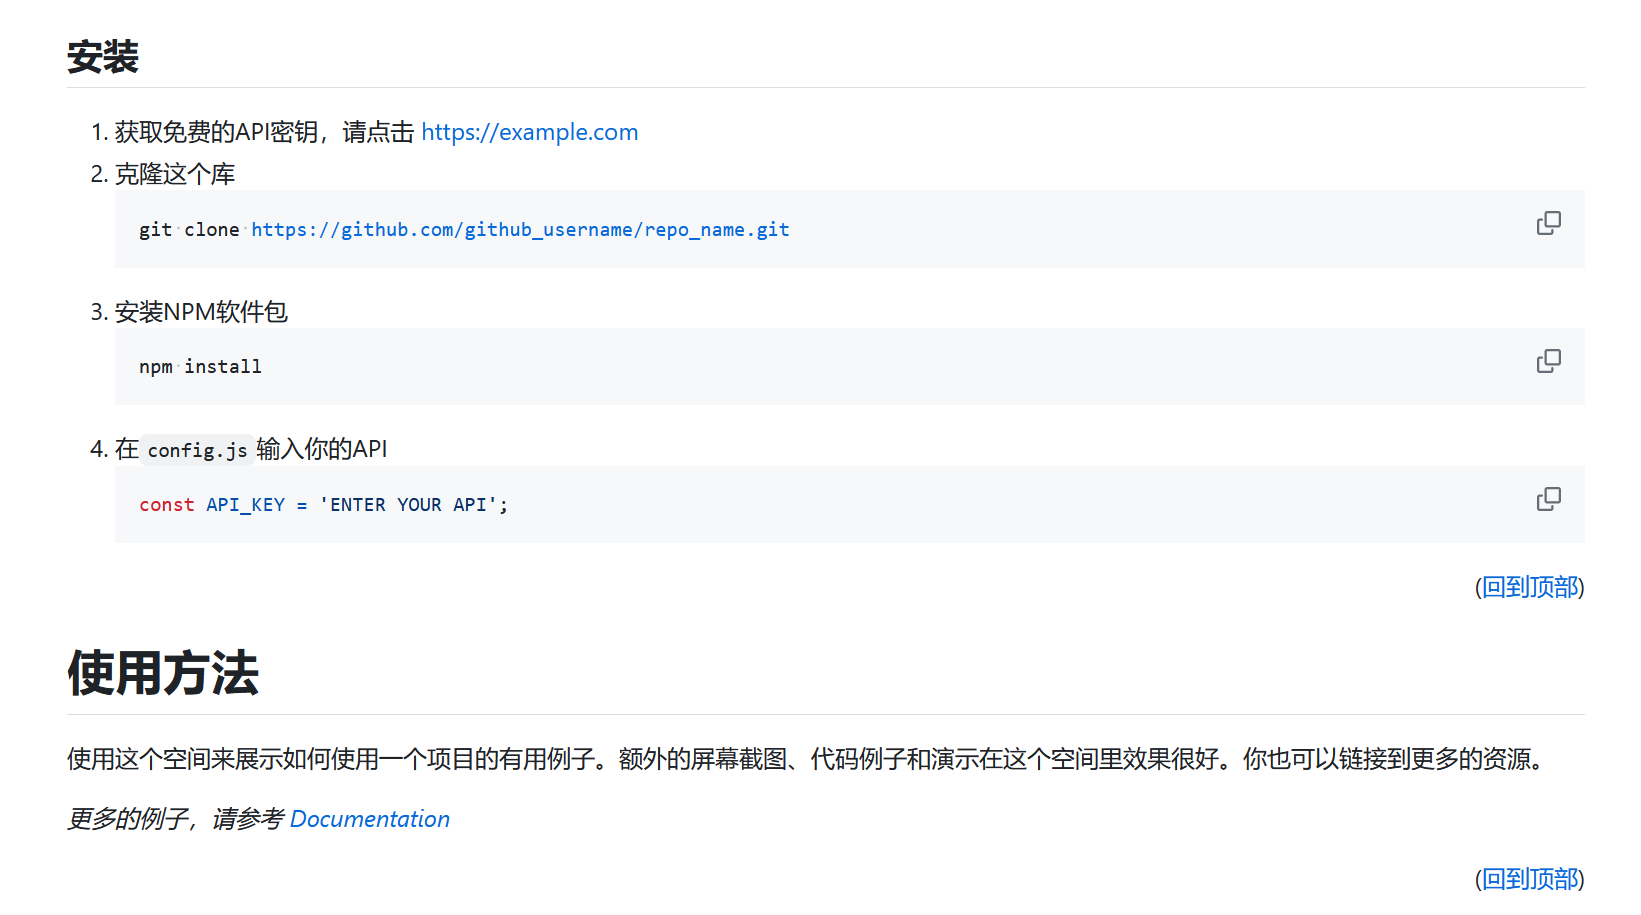 安装
1. 获取免费的API密钥，请点击 https://example.com
2. 克隆这个库
git clone https://github.com/github_username/repo_name.git
3. 安装NPM软件包
npm install
4. 在 config.js 输入你的API
const API_KEY = 'ENTER YOUR API';
(回到顶部)
使用方法
使用这个空间来展示如何使用一个项目的有用例子。额外的屏幕截图、代码例子和演示在这个空间里效果很好。你也可以链接到更多的资源。
更多的例子，请参考 Documentation
(回到顶部)